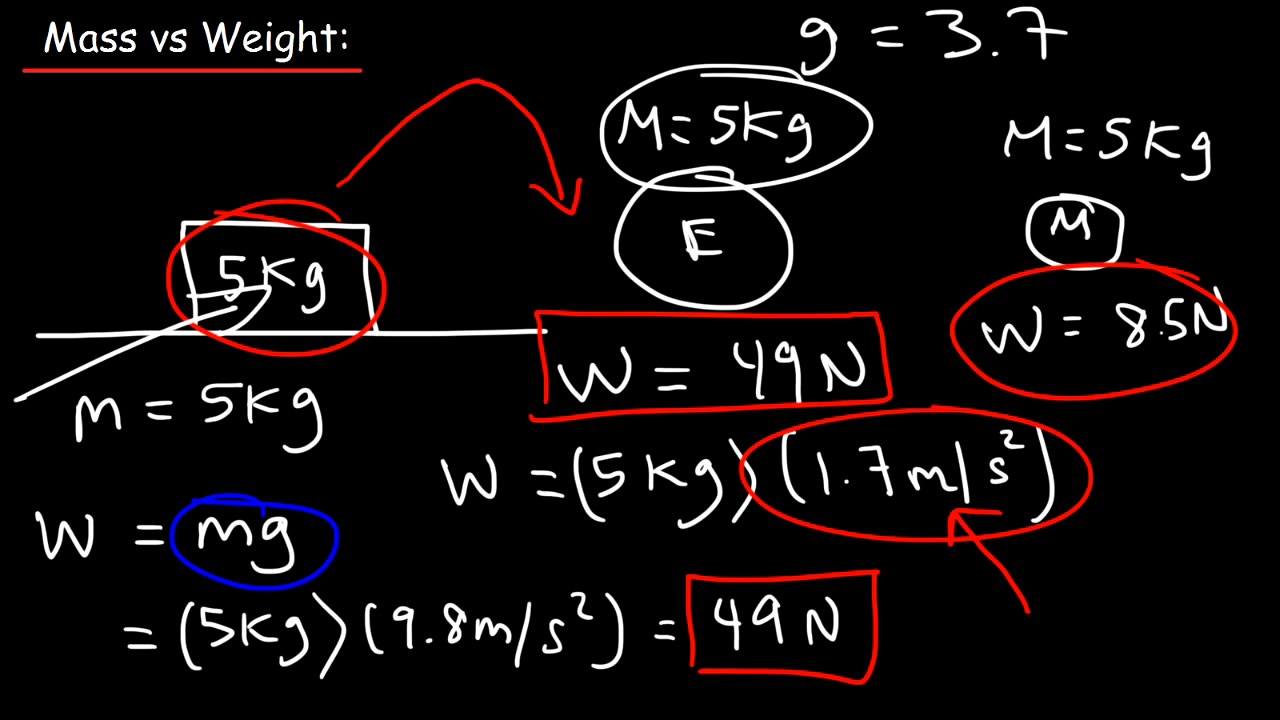 Mass vs Weight:
g = 3.7
M = 5Kg
M = 5Kg
E
M
5Kg
W = 8.5N
W = 49N
m = 5Kg
W = (5Kg)(1.7m/s²)
W = mg
= (5Kg)(9.8m/s²) = 49N